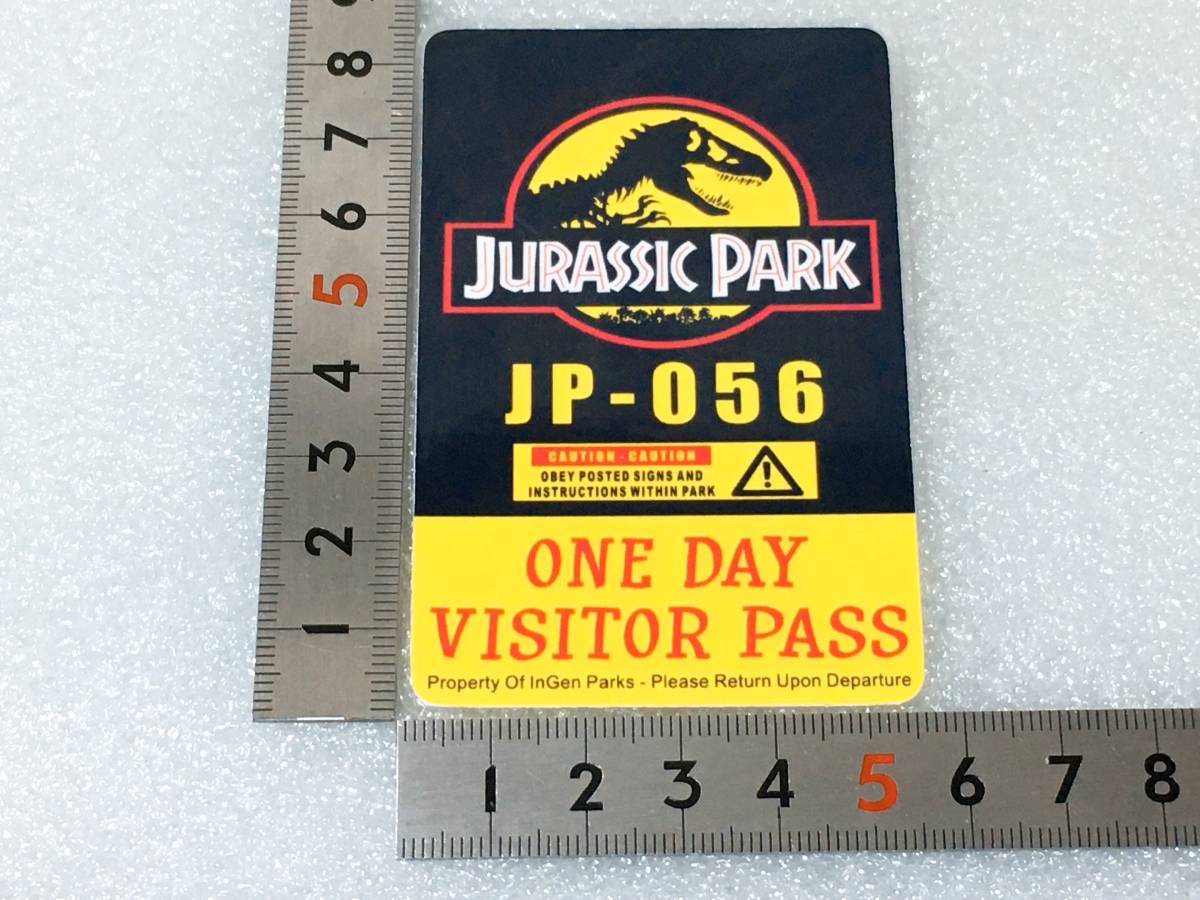 JURASSIC PARK
JP-056
CAUTION - CAUTION
OBEY POSTED SIGNS AND
INSTRUCTIONS WITHIN PARK
ONE DAY
VISITOR PASS
Property Of InGen Parks - Please Return Upon Departure
9
8
7
6
5
4
3
2
1
1 2 3 4 5 6 7 8